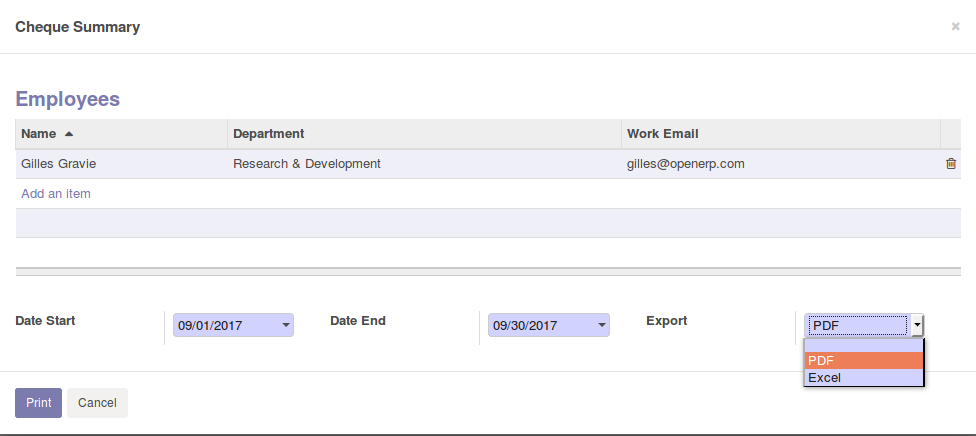 Cheque Summary ×
Employees
Name Department Work Email
Gilles Gravie Research & Development gilles@openerp.com
Add an item
Date Start 09/01/2017 Date End 09/30/2017 Export PDF
PDF
Excel
Print Cancel